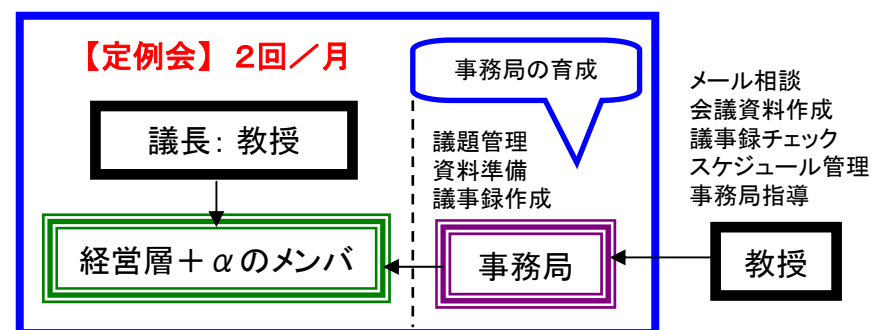 【定例会】 2回／月
事務局の育成
メール相談
会議資料作成
議事録チェック
スケジュール管理
事務局指導
議長： 教授
議題管理
資料準備
議事録作成
経営層＋αのメンバ
事務局
教授